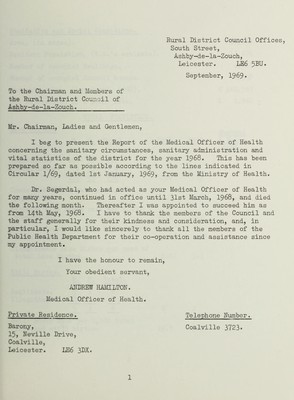 Rural District Council Offices,
South Street,
Ashby-de-la-Zouch,
Leicester. LE6 5BU.
September, 1969.
To the Chairman and Members of
the Rural District Council of
Ashby-de-la-Zouch.
Mr. Chairman, Ladies and Gentlemen,
I beg to present the Report of the Medical Officer of Health
concerning the sanitary circumstances, sanitary administration and
vital statistics of the district for the year 1968. This has been
prepared so far as possible according to the lines indicated in
Circular 1/69, dated 1st January, 1969, from the Ministry of Health.
Dr. Segerdal, who had acted as your Medical Officer of Health
for many years, continued in office until 31st March, 1968, and died
the following month. Thereafter I was appointed to succeed him as
from 14th May, 1968. I have to thank the members of the Council and
the staff generally for their kindness and consideration, and, in
particular, I would like sincerely to thank all the members of the
Public Health Department for their co-operation and assistance since
my appointment.
I have the honour to remain,
Your obedient servant,
ANDREW HAMILTON.
Medical Officer of Health.
Private Residence. Telephone Number.
Barony, Coalville 3723.
15, Neville Drive,
Coalville,
Leicester. LE6 3DX.
1